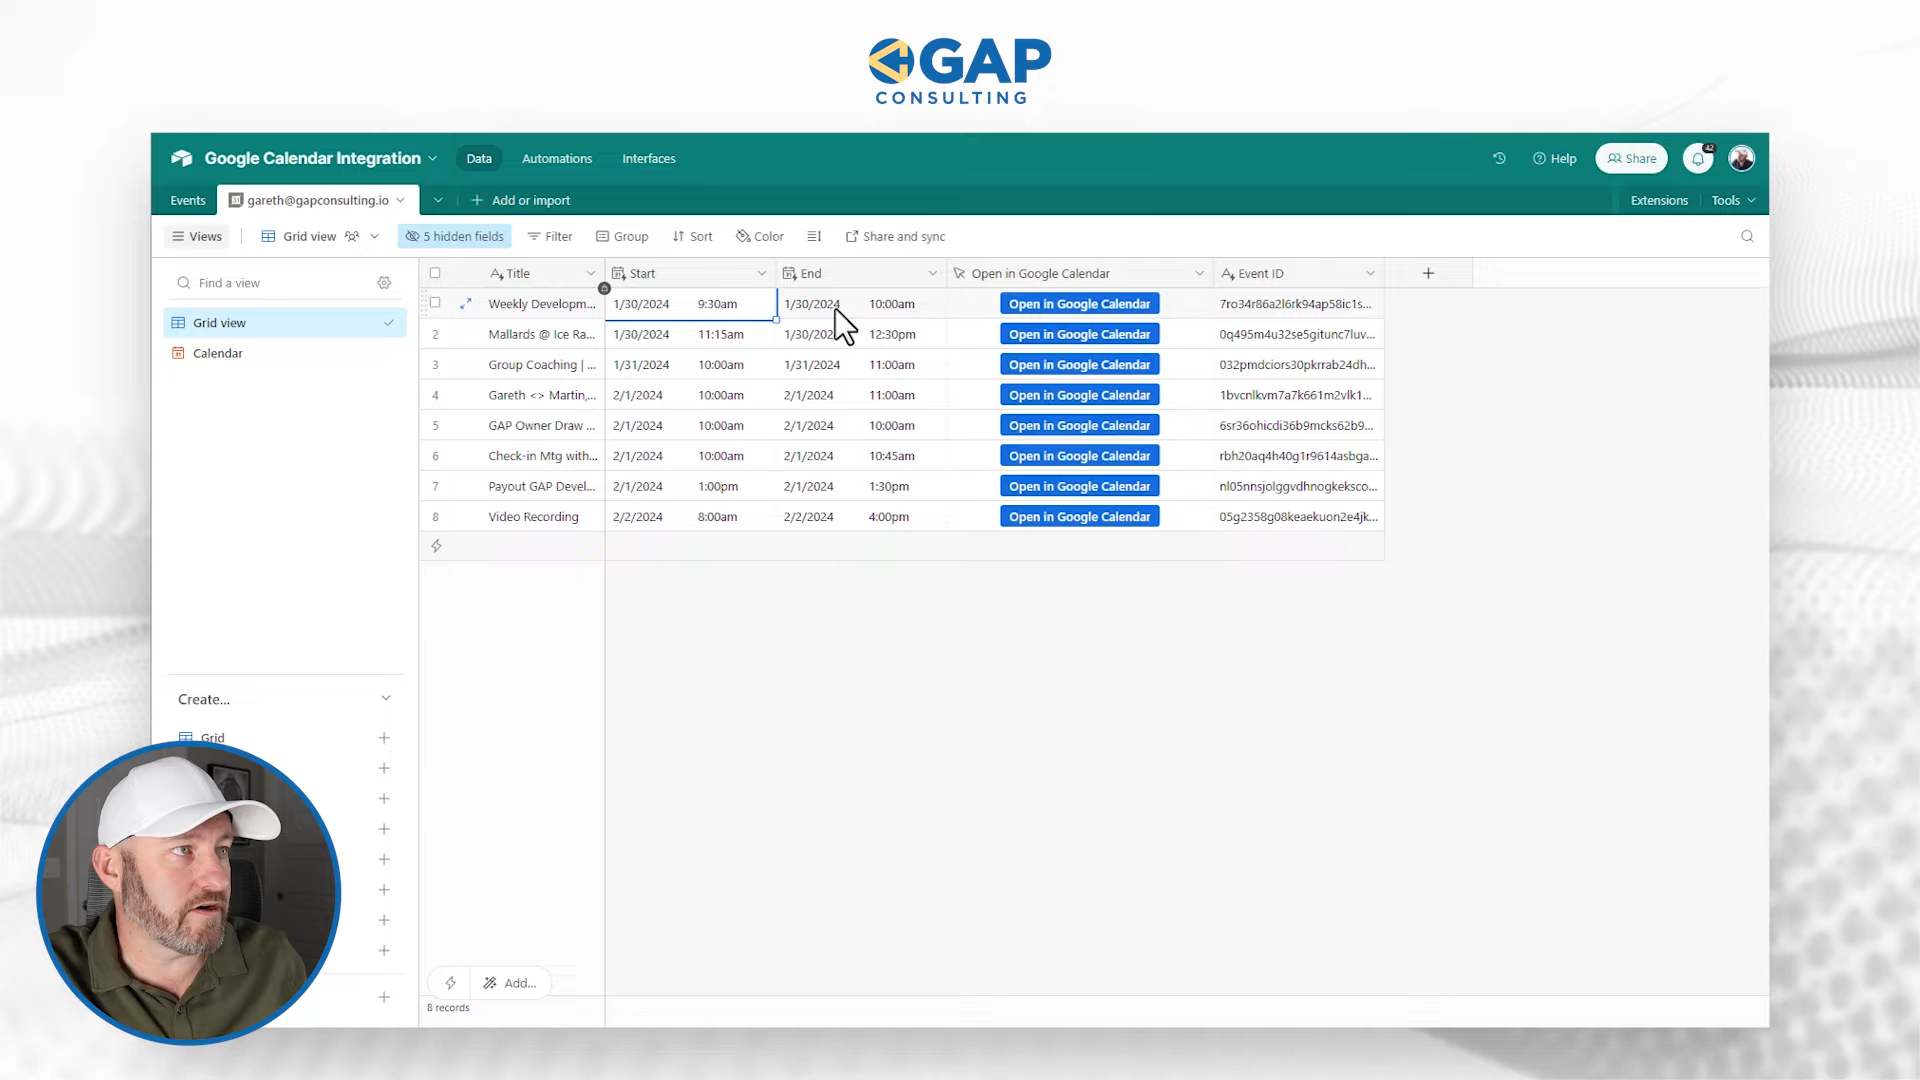 GAP
CONSULTING
Google Calendar Integration
Data
Automations
Interfaces
Help
Share
42
Events
gareth@gapconsulting.io
Add or import
Extensions
Tools
Views
Grid view
5 hidden fields
Filter
Group
Sort
Color
Share and sync
Find a view
Grid view
Calendar
Title Start End Open in Google Calendar Event ID
Weekly Developm... 1/30/2024 9:30am 1/30/2024 10:00am Open in Google Calendar
2 Mallards @ Ice Ra... 1/30/2024 11:15am 12:30pm Open in Google Calendar 0q495m4u32se5gitunc7luv...
3 Group Coaching | ... 1/31/2024 10:00am 1/31/2024 11:00am Open in Google Calendar 032pmdciors30pkrrab24dh...
4 Gareth <> Martin,... 2/1/2024 10:00am 2/1/2024 11:00am Open in Google Calendar
5 GAP Owner Draw ... 2/1/2024 10:00am 2/1/2024 10:00am Open in Google Calendar 6sr36ohicdi36b9mcks62b9...
6 Check-in Mtg with... 2/1/2024 10:00am 2/1/2024 10:45am Open in Google Calendar rbh20aq4h40g1r9614asbga...
7 Payout GAP Devel... 2/1/2024 1:00pm 2/1/2024 1:30pm Open in Google Calendar nl05nnsjolggvdhnogkeksco...
8 Video Recording 2/2/2024 8:00am 2/2/2024 4:00pm Open in Google Calendar 05g2358g08keaekuon2e4jk...
Create...
Grid
Add...
8 records